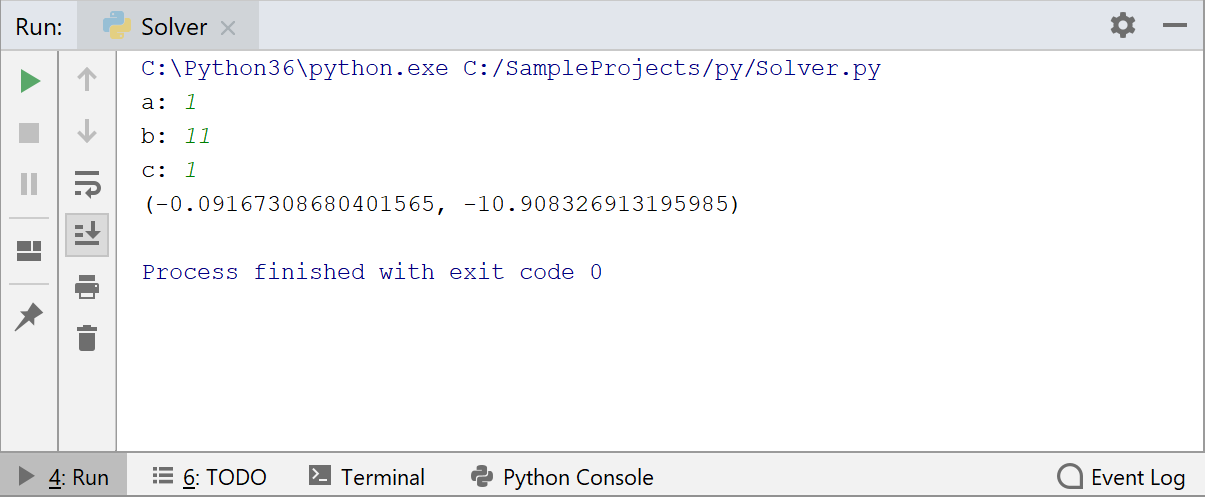 Run: Solver
C:\Python36\python.exe C:/SampleProjects/py/Solver.py
a: 1
b: 11
c: 1
(-0.09167308680401565, -10.908326913195985)
Process finished with exit code 0
4: Run 6: TODO Terminal Python Console Event Log